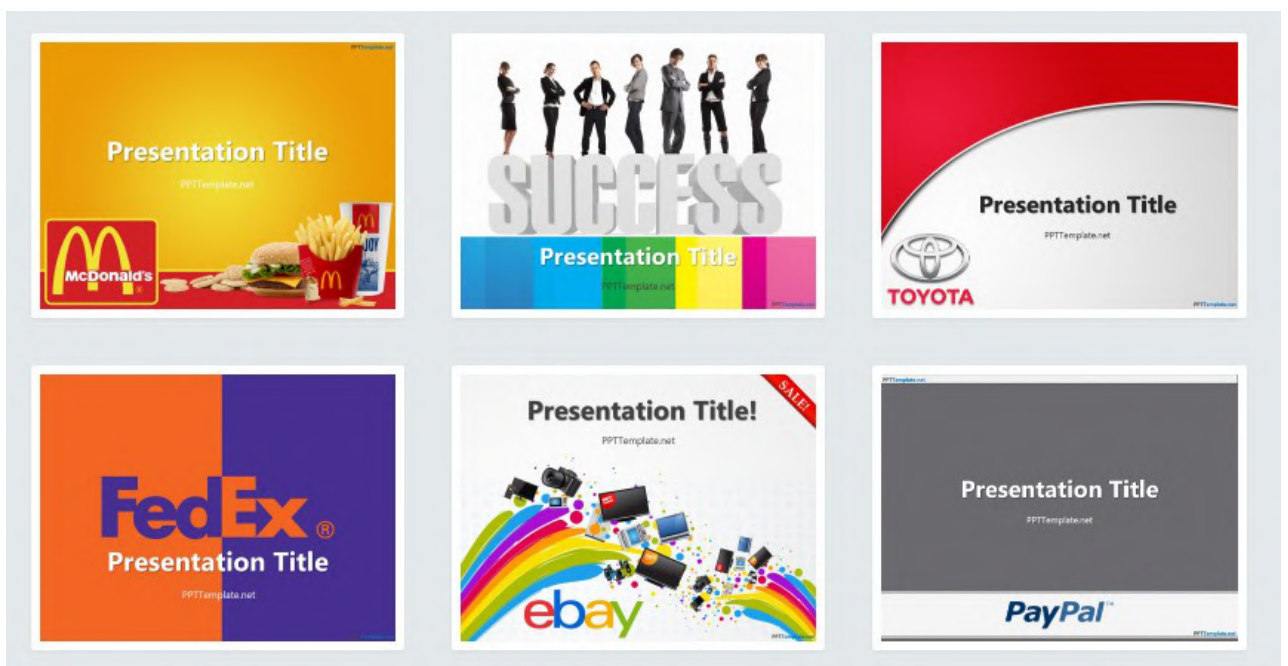 PPTTemplate.net
Presentation Title
PPTTemplate.net
McDonald's
®
M
JOY
M
SUCCESS
Presentation Title
PPTTemplate.net
PPTTemplate.net
Presentation Title
PPTTemplate.net
TOYOTA
PPTTemplate.net
FedEx ®
Presentation Title
PPTTemplate.net
SALE!
Presentation Title!
PPTTemplate.net
ebay
PPTTemplate.net
PPTTemplate.net
Presentation Title
PPTTemplate.net
PayPal™
PPTTemplate.net